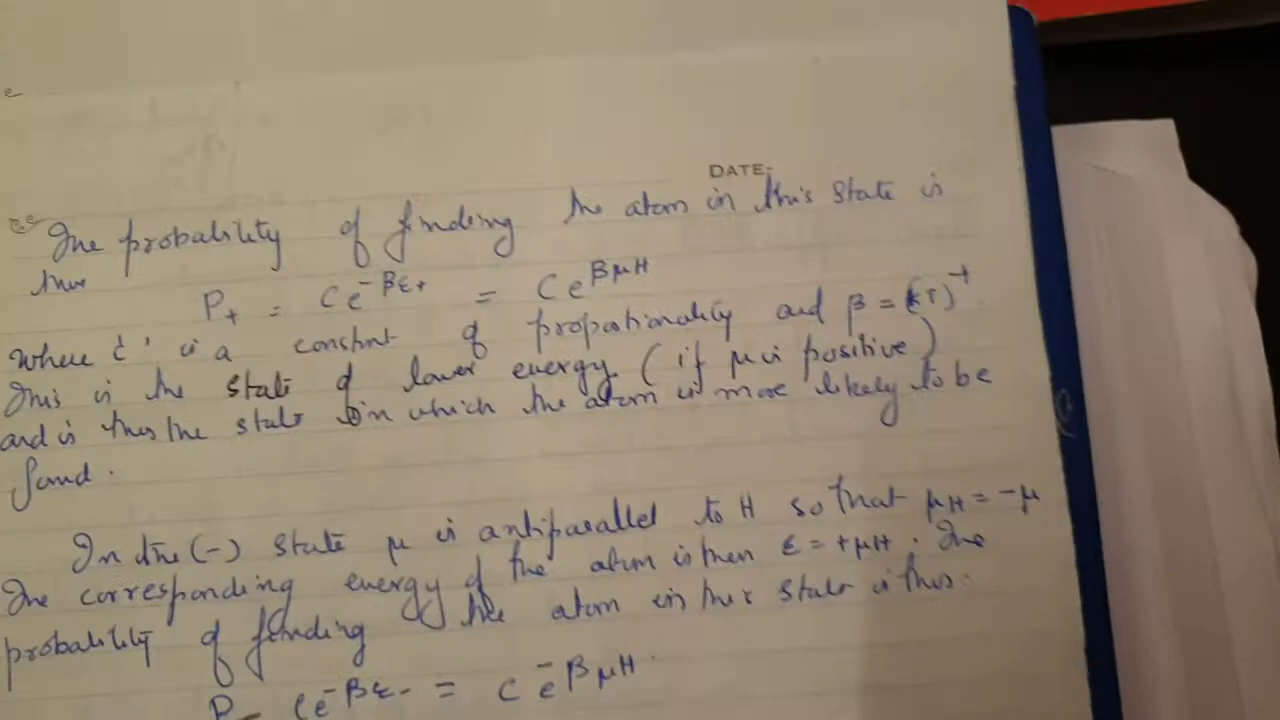 DATE:
The probability of finding the atom in this state is
thus
P+ = Ce^-βε+ = Ce^βμH
Where 'c' is a constant of proportionality and β = (kT)^-1
This is the state of lower energy (if μ is positive)
and is thus the state in which the atom is more likely to be
found.
In the (-) state μ is antiparallel to H so that μH = -μ
The corresponding energy of the atom is then ε = +μH. The
probability of finding the atom in this state is thus:
P- Ce^-βε- = Ce^-βμH